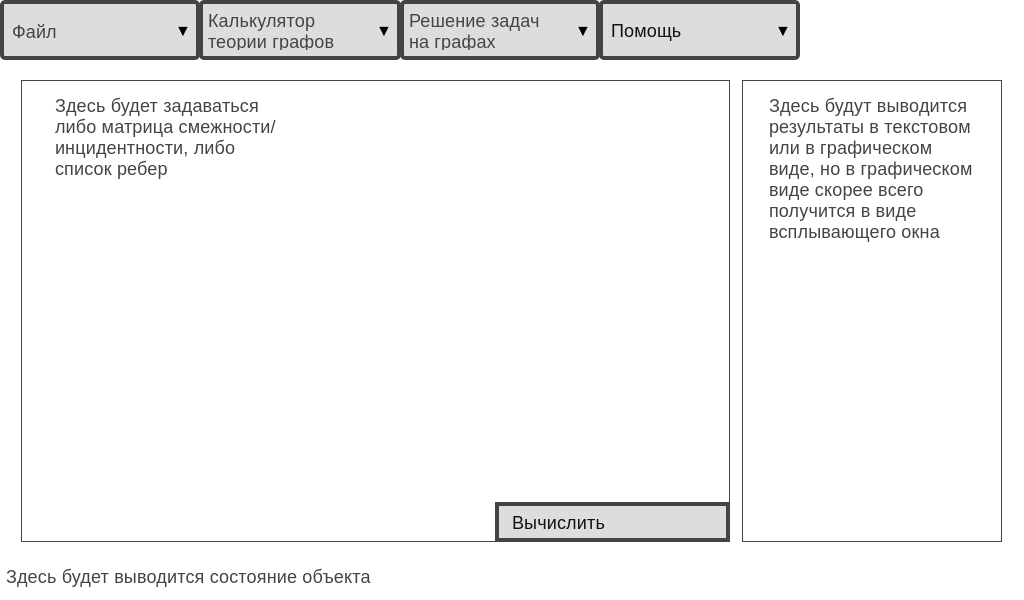 Файл ▼
Калькулятор
теории графов ▼
Решение задач
на графах ▼
Помощь ▼
Здесь будет задаваться
либо матрица смежности/
инцидентности, либо
список ребер
Здесь будут выводится
результаты в текстовом
или в графическом
виде, но в графическом
виде скорее всего
получится в виде
всплывающего окна
Вычислить
Здесь будет выводится состояние объекта